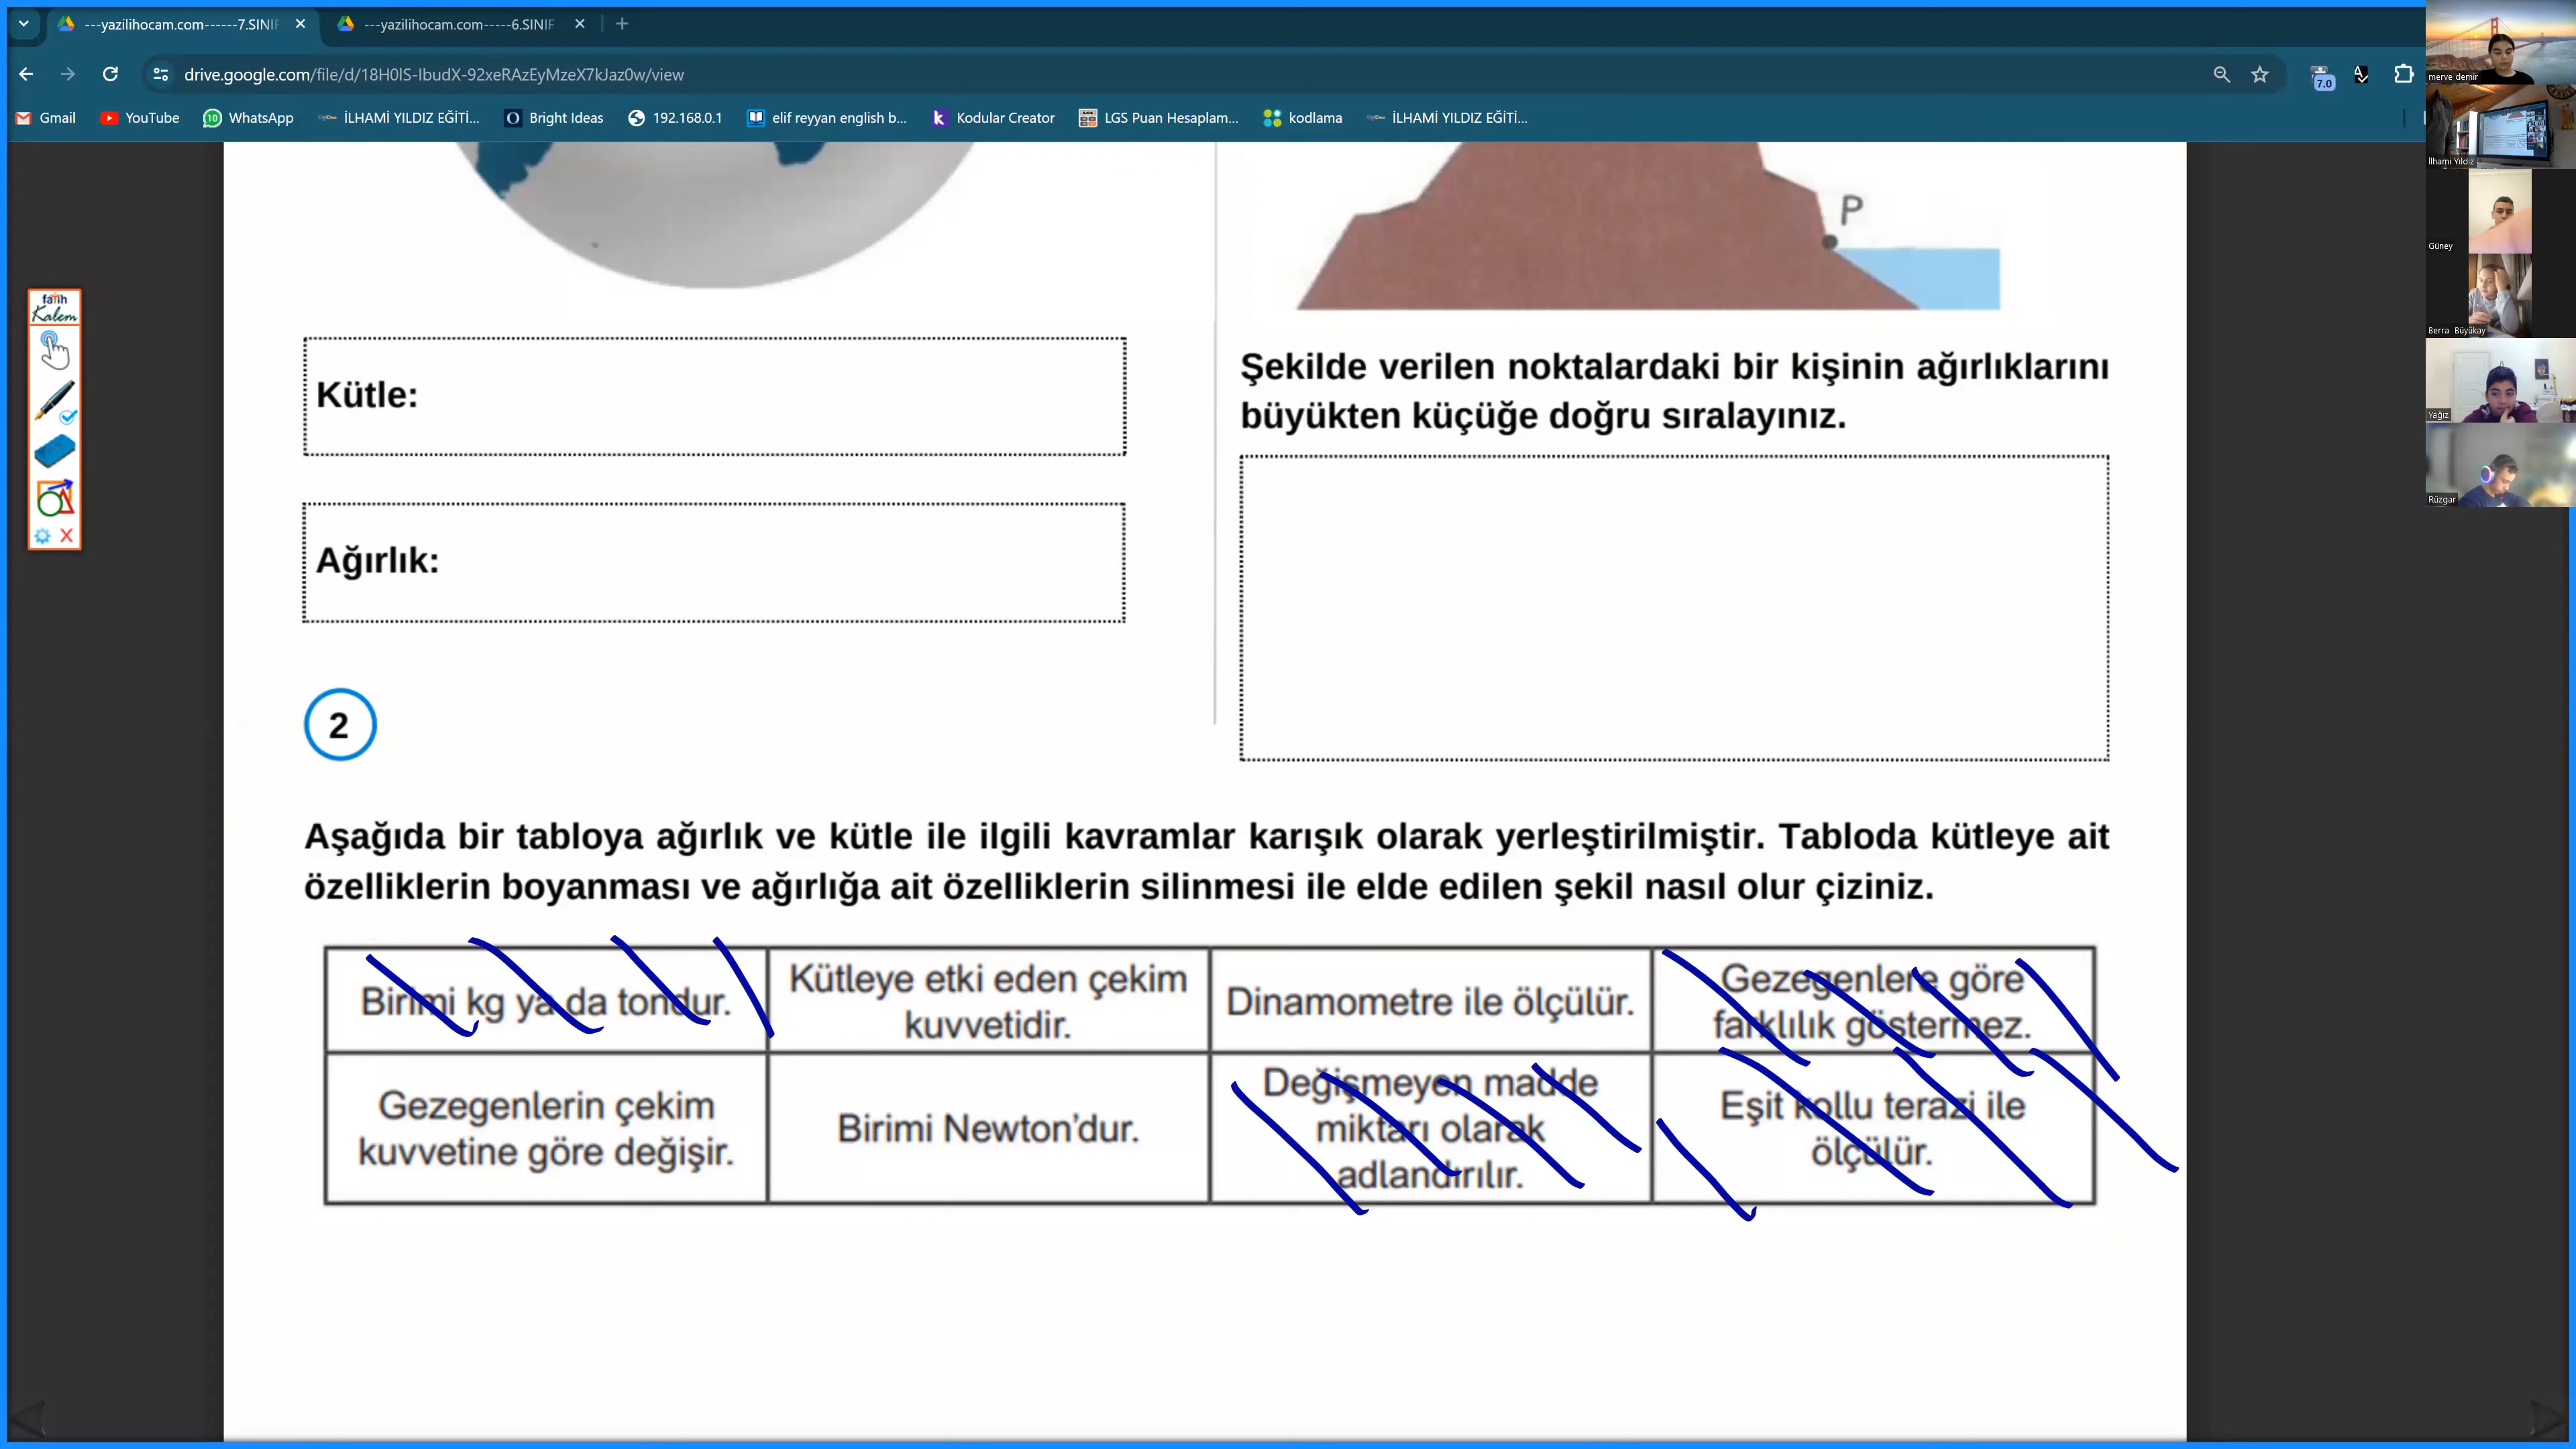 ---yazilihocam.com------7.SINIF
---yazilihocam.com-----6.SINIF
drive.google.com/file/d/18H0lS-IbudX-92xeRAzEyMzeX7kJaz0w/view
7.0
Gmail
YouTube
WhatsApp
İLHAMİ YILDIZ EĞİTİ...
Bright Ideas
192.168.0.1
elif reyyan english b...
Kodular Creator
LGS Puan Hesaplam...
kodlama
İLHAMİ YILDIZ EĞİTİ...
merve demir
İlhami Yıldız
Güney
Berra Büyükay
Yağız
Rüzgar
fatih
Kalem
P
Kütle:
Ağırlık:
Şekilde verilen noktalardaki bir kişinin ağırlıklarını
büyükten küçüğe doğru sıralayınız.
2
Aşağıda bir tabloya ağırlık ve kütle ile ilgili kavramlar karışık olarak yerleştirilmiştir. Tabloda kütleye ait
özelliklerin boyanması ve ağırlığa ait özelliklerin silinmesi ile elde edilen şekil nasıl olur çiziniz.
Birimi kg ya da tondur.
Kütleye etki eden çekim
kuvvetidir.
Dinamometre ile ölçülür.
Gezegenlere göre
farklılık göstermez.
Gezegenlerin çekim
kuvvetine göre değişir.
Birimi Newton'dur.
Değişmeyen madde
miktarı olarak
adlandırılır.
Eşit kollu terazi ile
ölçülür.